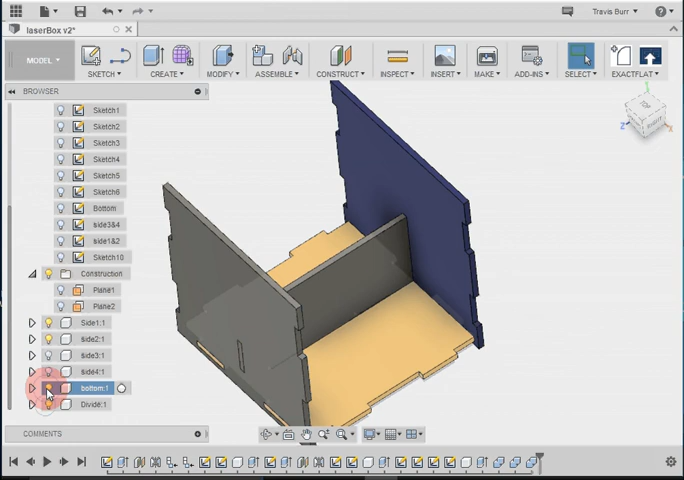 Travis Burr
laserBox v2*
MODEL
SKETCH
CREATE
MODIFY
ASSEMBLE
CONSTRUCT
INSPECT
INSERT
MAKE
ADD-INS
SELECT
EXACTFLAT
BROWSER
Sketch1
Sketch2
Sketch3
Sketch4
Sketch5
Sketch6
Bottom
side3&4
side1&2
Sketch10
Construction
Plane1
Plane2
Side1:1
side2:1
side3:1
side4:1
bottom:1
Divide:1
COMMENTS
RIGHT
Y
Z
X